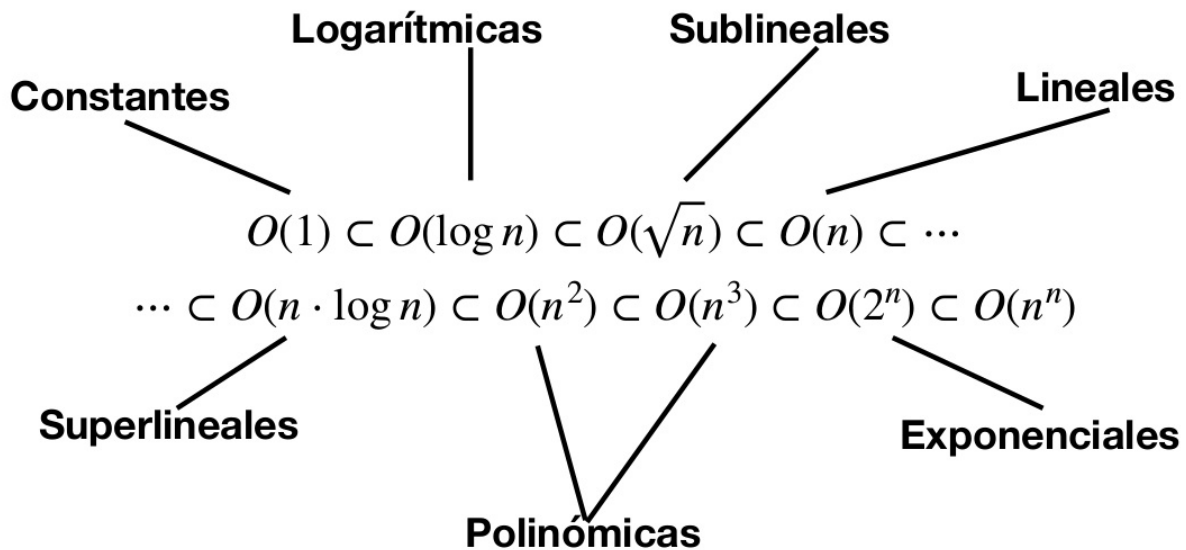 Logarítmicas Sublineales
Constantes Lineales
O(1) ⊂ O(log n) ⊂ O(√n) ⊂ O(n) ⊂ ⋯
⋯ ⊂ O(n · log n) ⊂ O(n²) ⊂ O(n³) ⊂ O(2ⁿ) ⊂ O(nⁿ)
Superlineales Exponenciales
Polinómicas